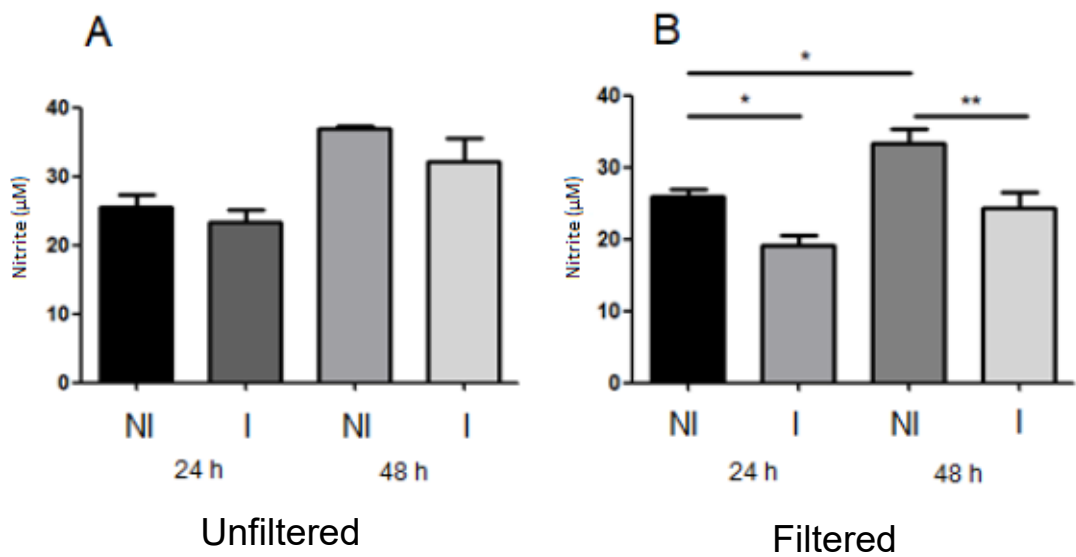 A
Nitrite (µM)
40
30
20
10
0
NI I NI I
24 h 48 h
Unfiltered
B
*
* **
Nitrite (µM)
40
30
20
10
0
NI I NI I
24 h 48 h
Filtered